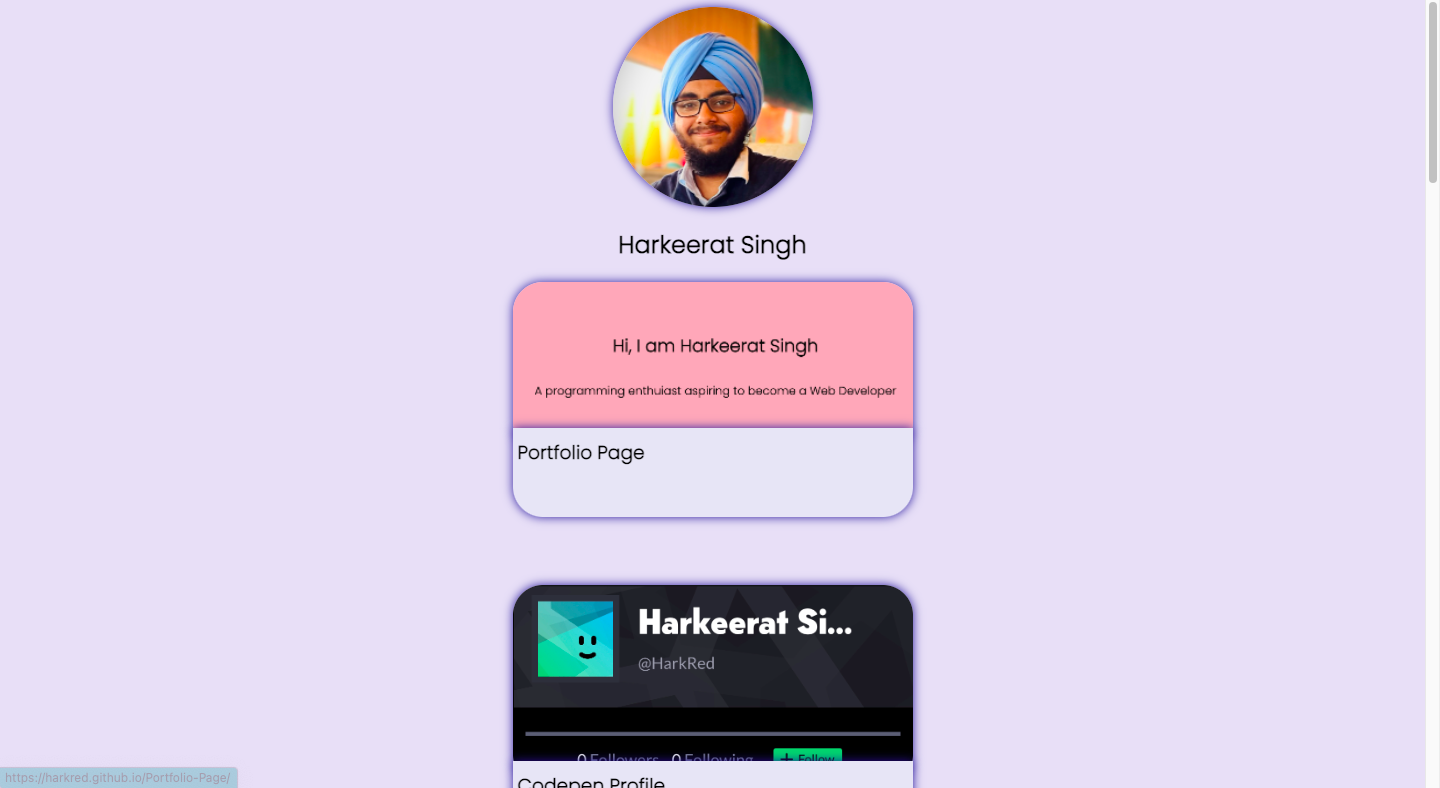 Harkeerat Singh
Hi, I am Harkeerat Singh
A programming enthuiast aspiring to become a Web Developer
Portfolio Page
Harkeerat Si...
@HarkRed
0 Followers 0 Following + Follow
Codepen Profile
https://harkred.github.io/Portfolio-Page/